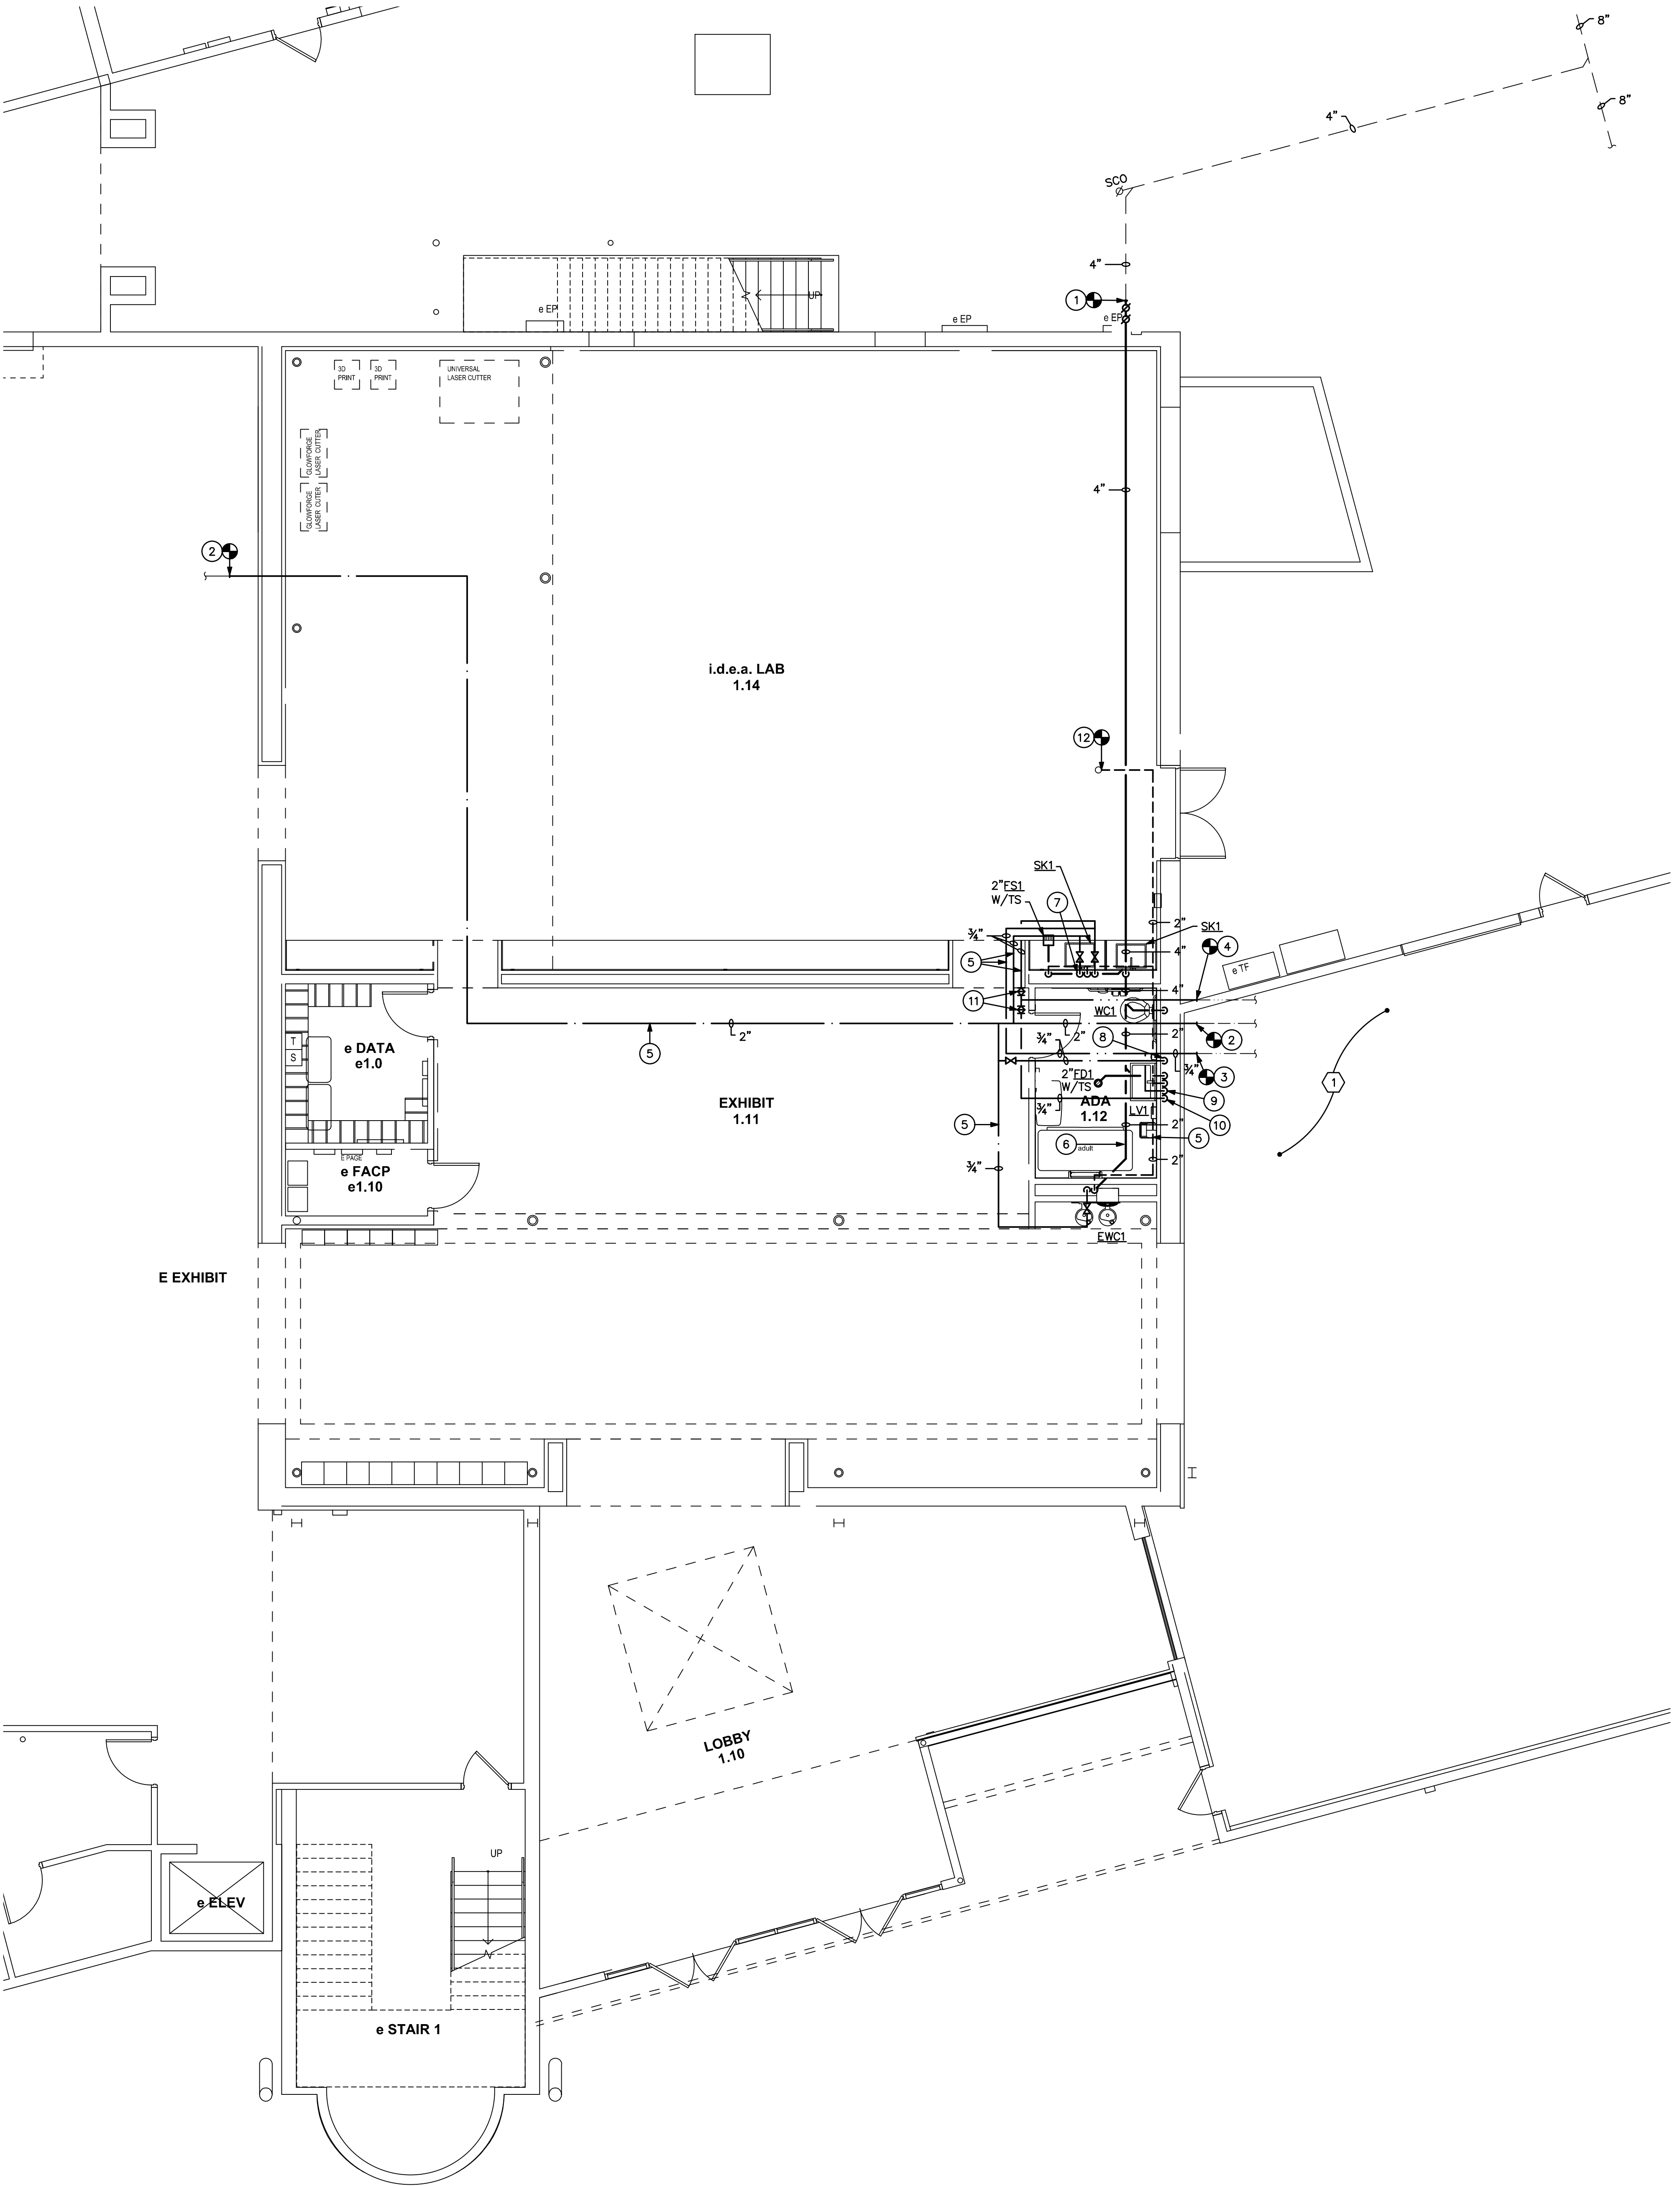 8"
8"
4"
SCO
4"
1
e EP
UP
e EP
e EP
3D
PRINT
3D
PRINT
UNIVERSAL
LASER CUTTER
GLOWFORGE
LASER CUTTER
GLOWFORGE
LASER CUTER
4"
2
i.d.e.a. LAB
1.14
12
SK1
2"FS1
W/TS
7
2"
SK1
¾"
4"
4
5
e TF
4"
11
WC1
2"
2"
2"
2
¾"
8
5
T
S
e DATA
e1.0
¾"
3
2"FD1
W/TS
1
9
EXHIBIT
1.11
ADA
1.12
¾"
LV1
10
5
2"
5
6
adult
E PAGE
2"
e FACP
e1.10
¾"
EWC1
E EXHIBIT
LOBBY
1.10
UP
e ELEV
e STAIR 1